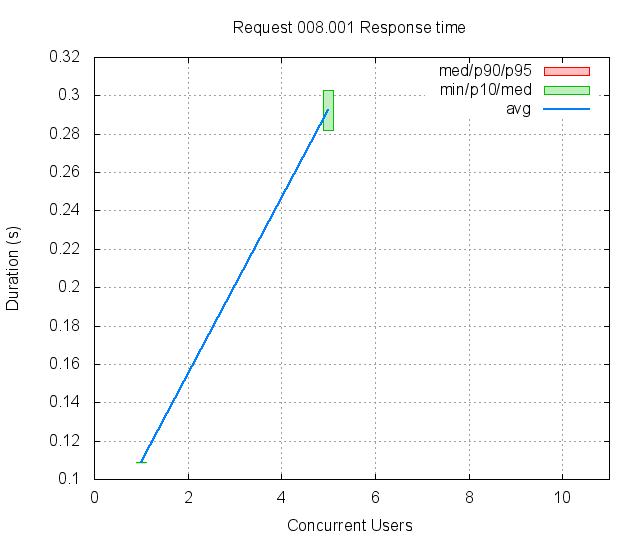 Request 008.001 Response time
0.32
0.3
0.28
0.26
0.24
0.22
0.2
0.18
0.16
0.14
0.12
0.1
0 2 4 6 8 10
Duration (s)
Concurrent Users
med/p90/p95
min/p10/med
avg